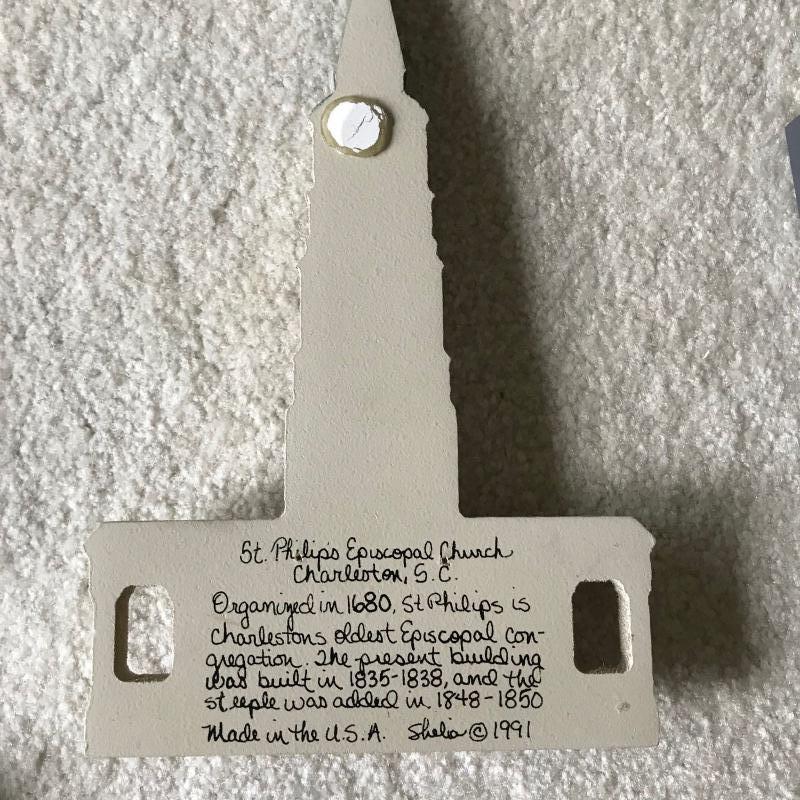 St. Philip's Episcopal Church
Charleston, S.C.
Organized in 1680, St Philips is
Charlestons oldest Episcopal con-
gregation. The present building
was built in 1835-1838, and the
steeple was added in 1848-1850
Made in the U.S.A. Shelia © 1991